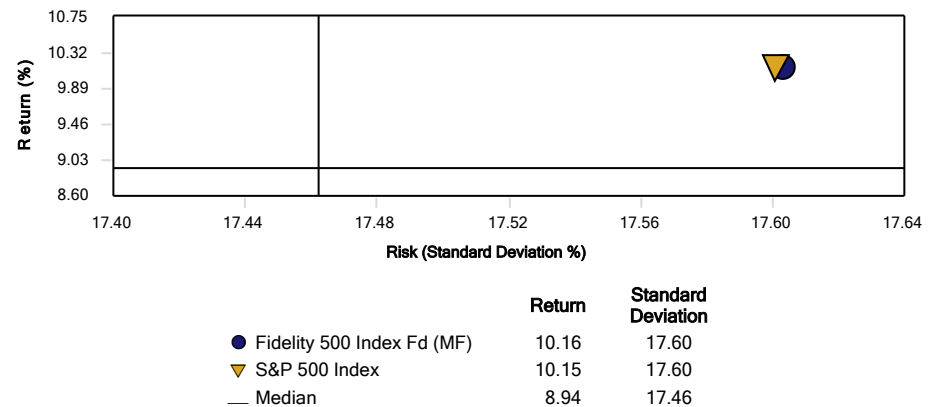 10.75
10.32
9.89
9.46
9.03
8.60
Return (%)
17.40 17.44 17.48 17.52 17.56 17.60 17.64
Risk (Standard Deviation %)
Return Standard Deviation
Fidelity 500 Index Fd (MF) 10.16 17.60
S&P 500 Index 10.15 17.60
Median 8.94 17.46